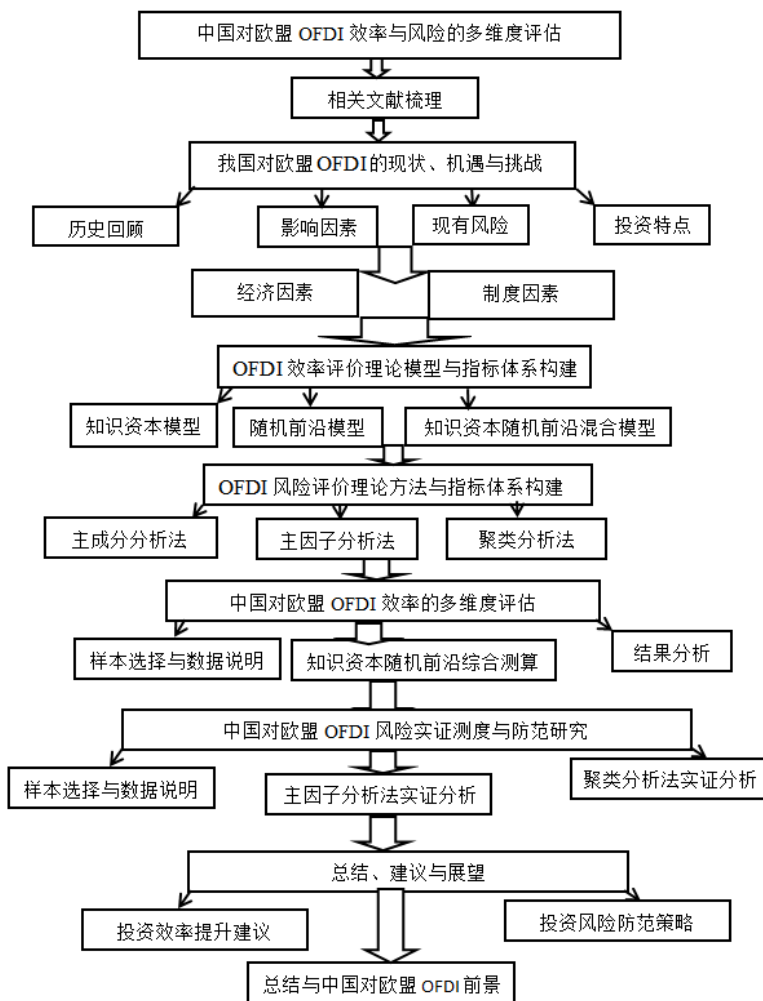 中国对欧盟 OFDI 效率与风险的多维度评估
相关文献梳理
我国对欧盟 OFDI 的现状、机遇与挑战
历史回顾
影响因素
现有风险
投资特点
经济因素
制度因素
OFDI 效率评价理论模型与指标体系构建
知识资本模型
随机前沿模型
知识资本随机前沿混合模型
OFDI 风险评价理论方法与指标体系构建
主成分分析法
主因子分析法
聚类分析法
中国对欧盟 OFDI 效率的多维度评估
样本选择与数据说明
知识资本随机前沿综合测算
结果分析
中国对欧盟 OFDI 风险实证测度与防范研究
样本选择与数据说明
主因子分析法实证分析
聚类分析法实证分析
总结、建议与展望
投资效率提升建议
投资风险防范策略
总结与中国对欧盟 OFDI 前景